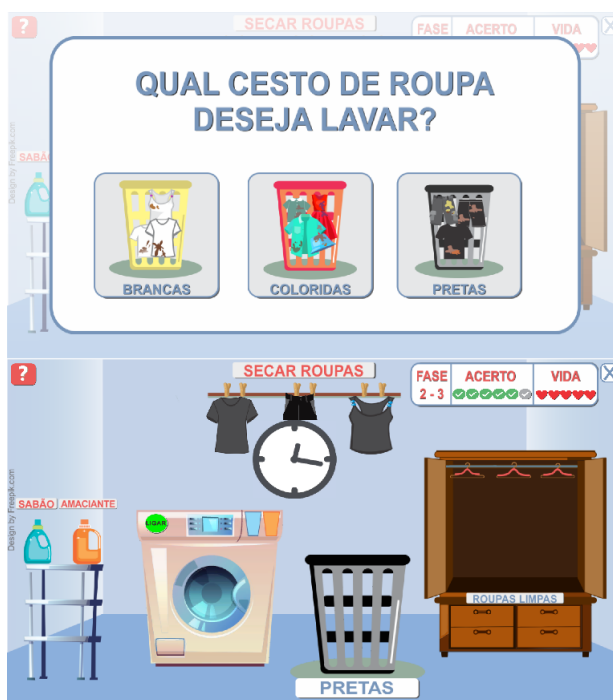 ?
SECAR ROUPAS
FASE ACERTO VIDA
X
QUAL CESTO DE ROUPA
DESEJA LAVAR?
Design by Freepik.com
SABÃO
BRANCAS
COLORIDAS
PRETAS
?
SECAR ROUPAS
FASE ACERTO VIDA
2 - 3
X
Design by Freepik.com
SABÃO
AMACIANTE
LIGAR
ROUPAS LIMPAS
PRETAS